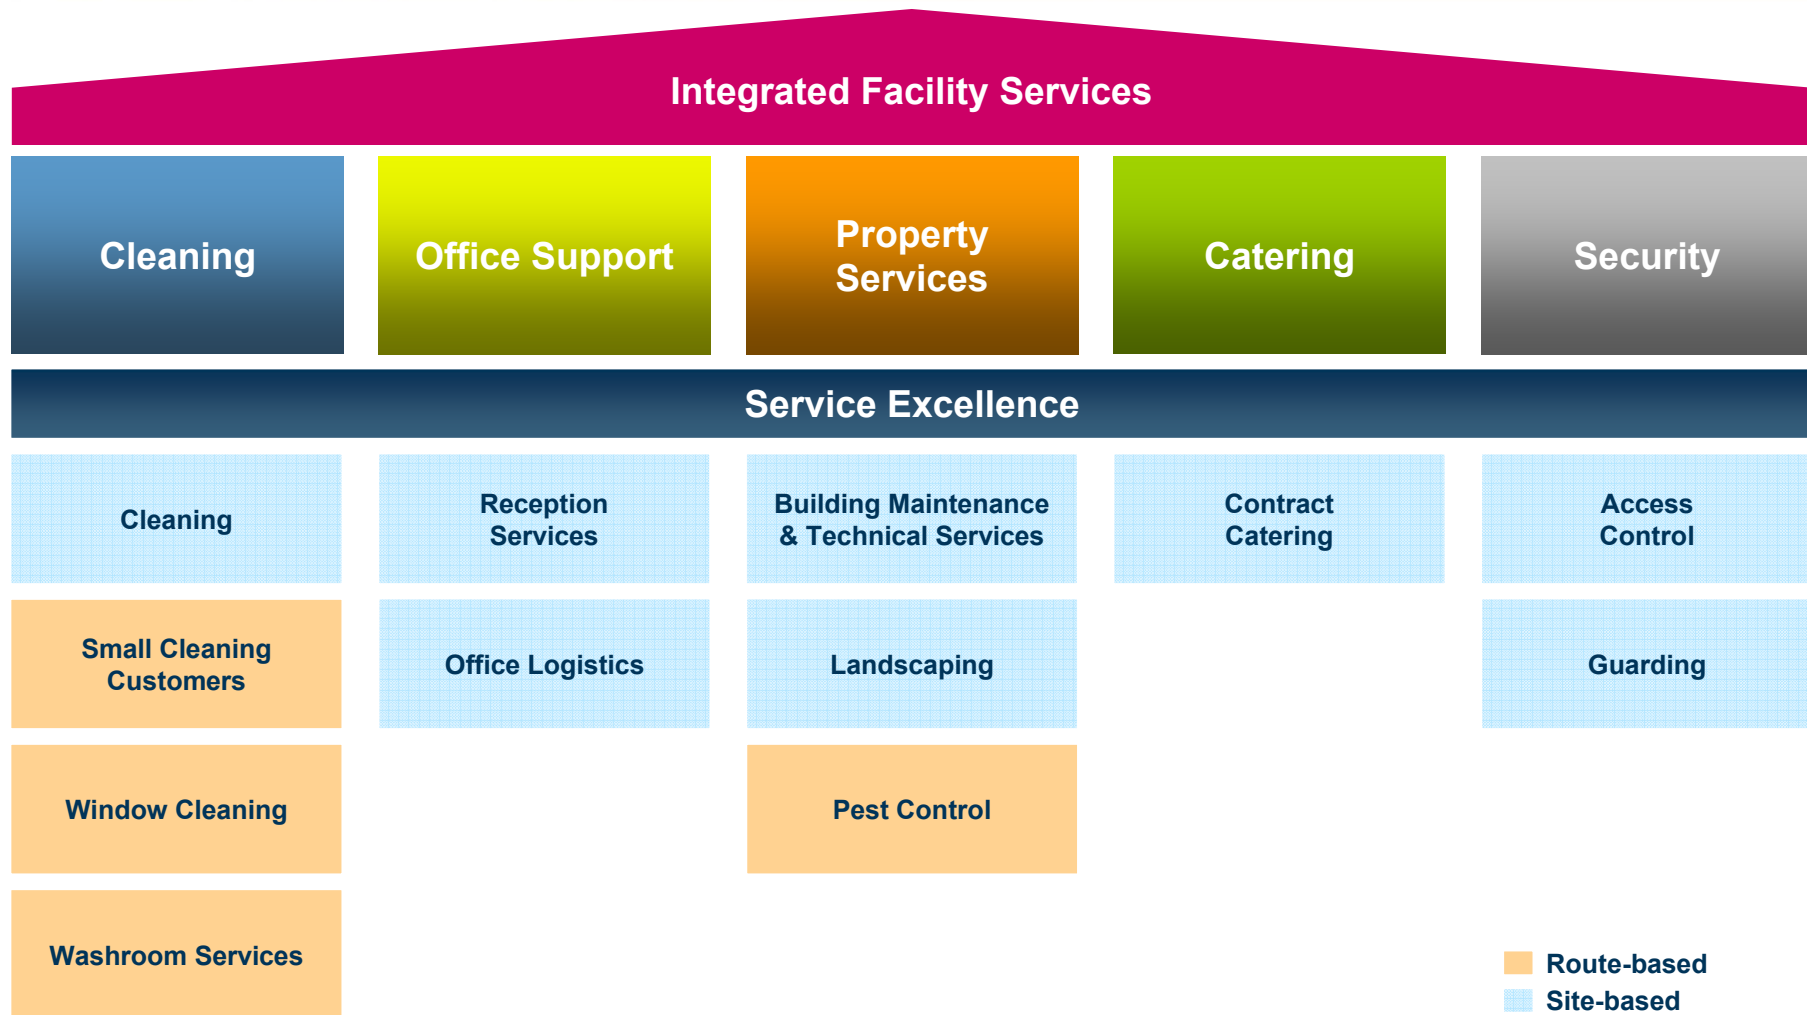 Integrated Facility Services
Cleaning
Office Support
Property
Services
Catering
Security
Service Excellence
Cleaning
Reception
Services
Building Maintenance
& Technical Services
Contract
Catering
Access
Control
Small Cleaning
Customers
Office Logistics
Landscaping
Guarding
Window Cleaning
Pest Control
Washroom Services
Route-based
Site-based